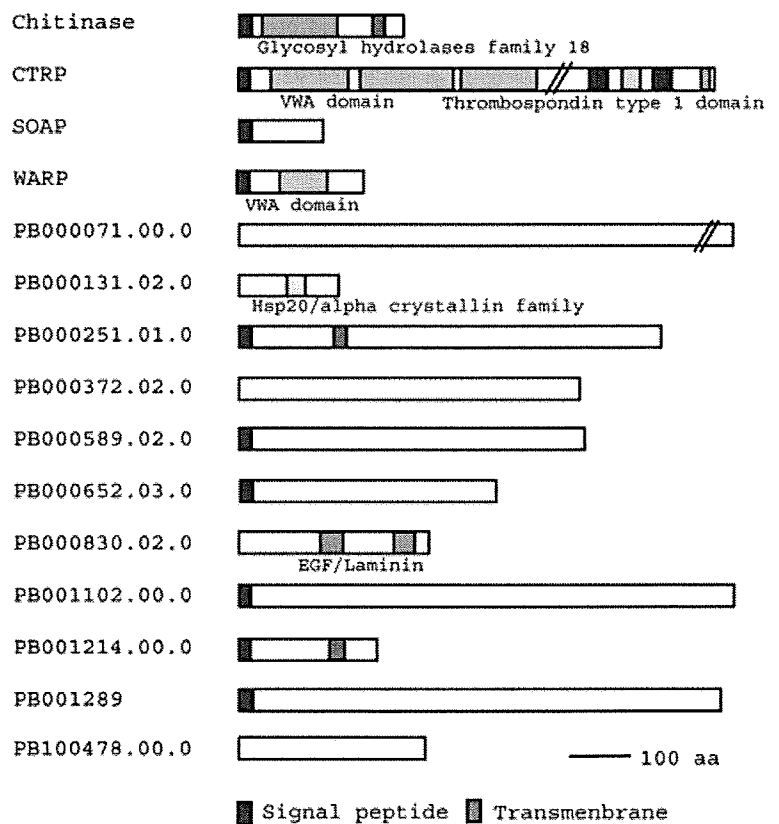 Chitinase
Glycosyl hydrolases family 18
CTRP
VWA domain Thrombospondin type 1 domain
SOAP
WARP
VWA domain
PB000071.00.0
PB000131.02.0
Hsp20/alpha crystallin family
PB000251.01.0
PB000372.02.0
PB000589.02.0
PB000652.03.0
PB000830.02.0
EGF/Laminin
PB001102.00.0
PB001214.00.0
PB001289
PB100478.00.0
100 aa
Signal peptide Transmenbrane